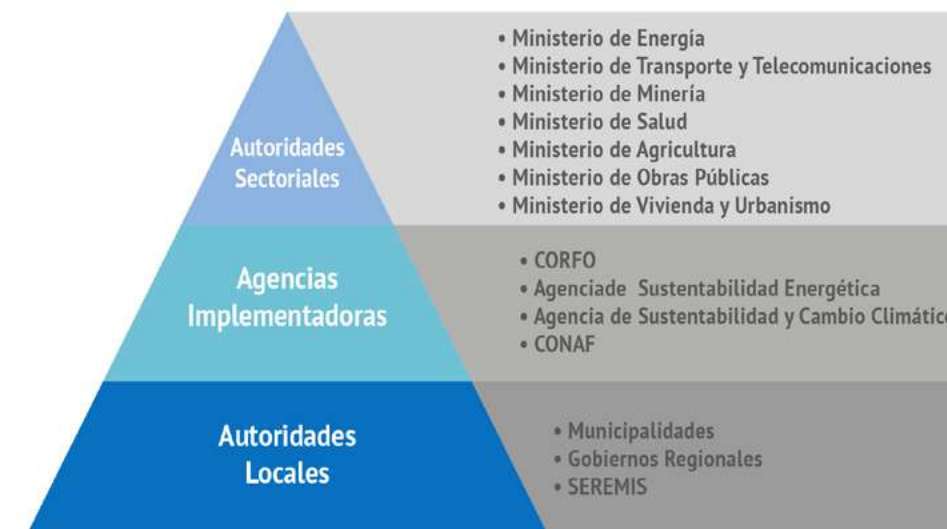 Autoridades
Sectoriales
• Ministerio de Energía
• Ministerio de Transporte y Telecomunicaciones
• Ministerio de Minería
• Ministerio de Salud
• Ministerio de Agricultura
• Ministerio de Obras Públicas
• Ministerio de Vivienda y Urbanismo
Agencias
Implementadoras
• CORFO
• Agenciade Sustentabilidad Energética
• Agencia de Sustentabilidad y Cambio Climático
• CONAF
Autoridades
Locales
• Municipalidades
• Gobiernos Regionales
• SEREMIS